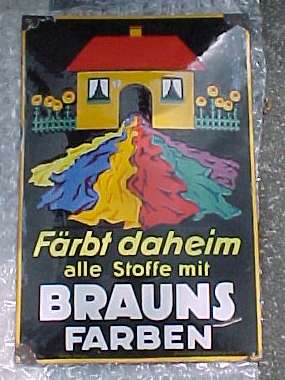 Färbt daheim
alle Stoffe mit
BRAUNS
FARBEN